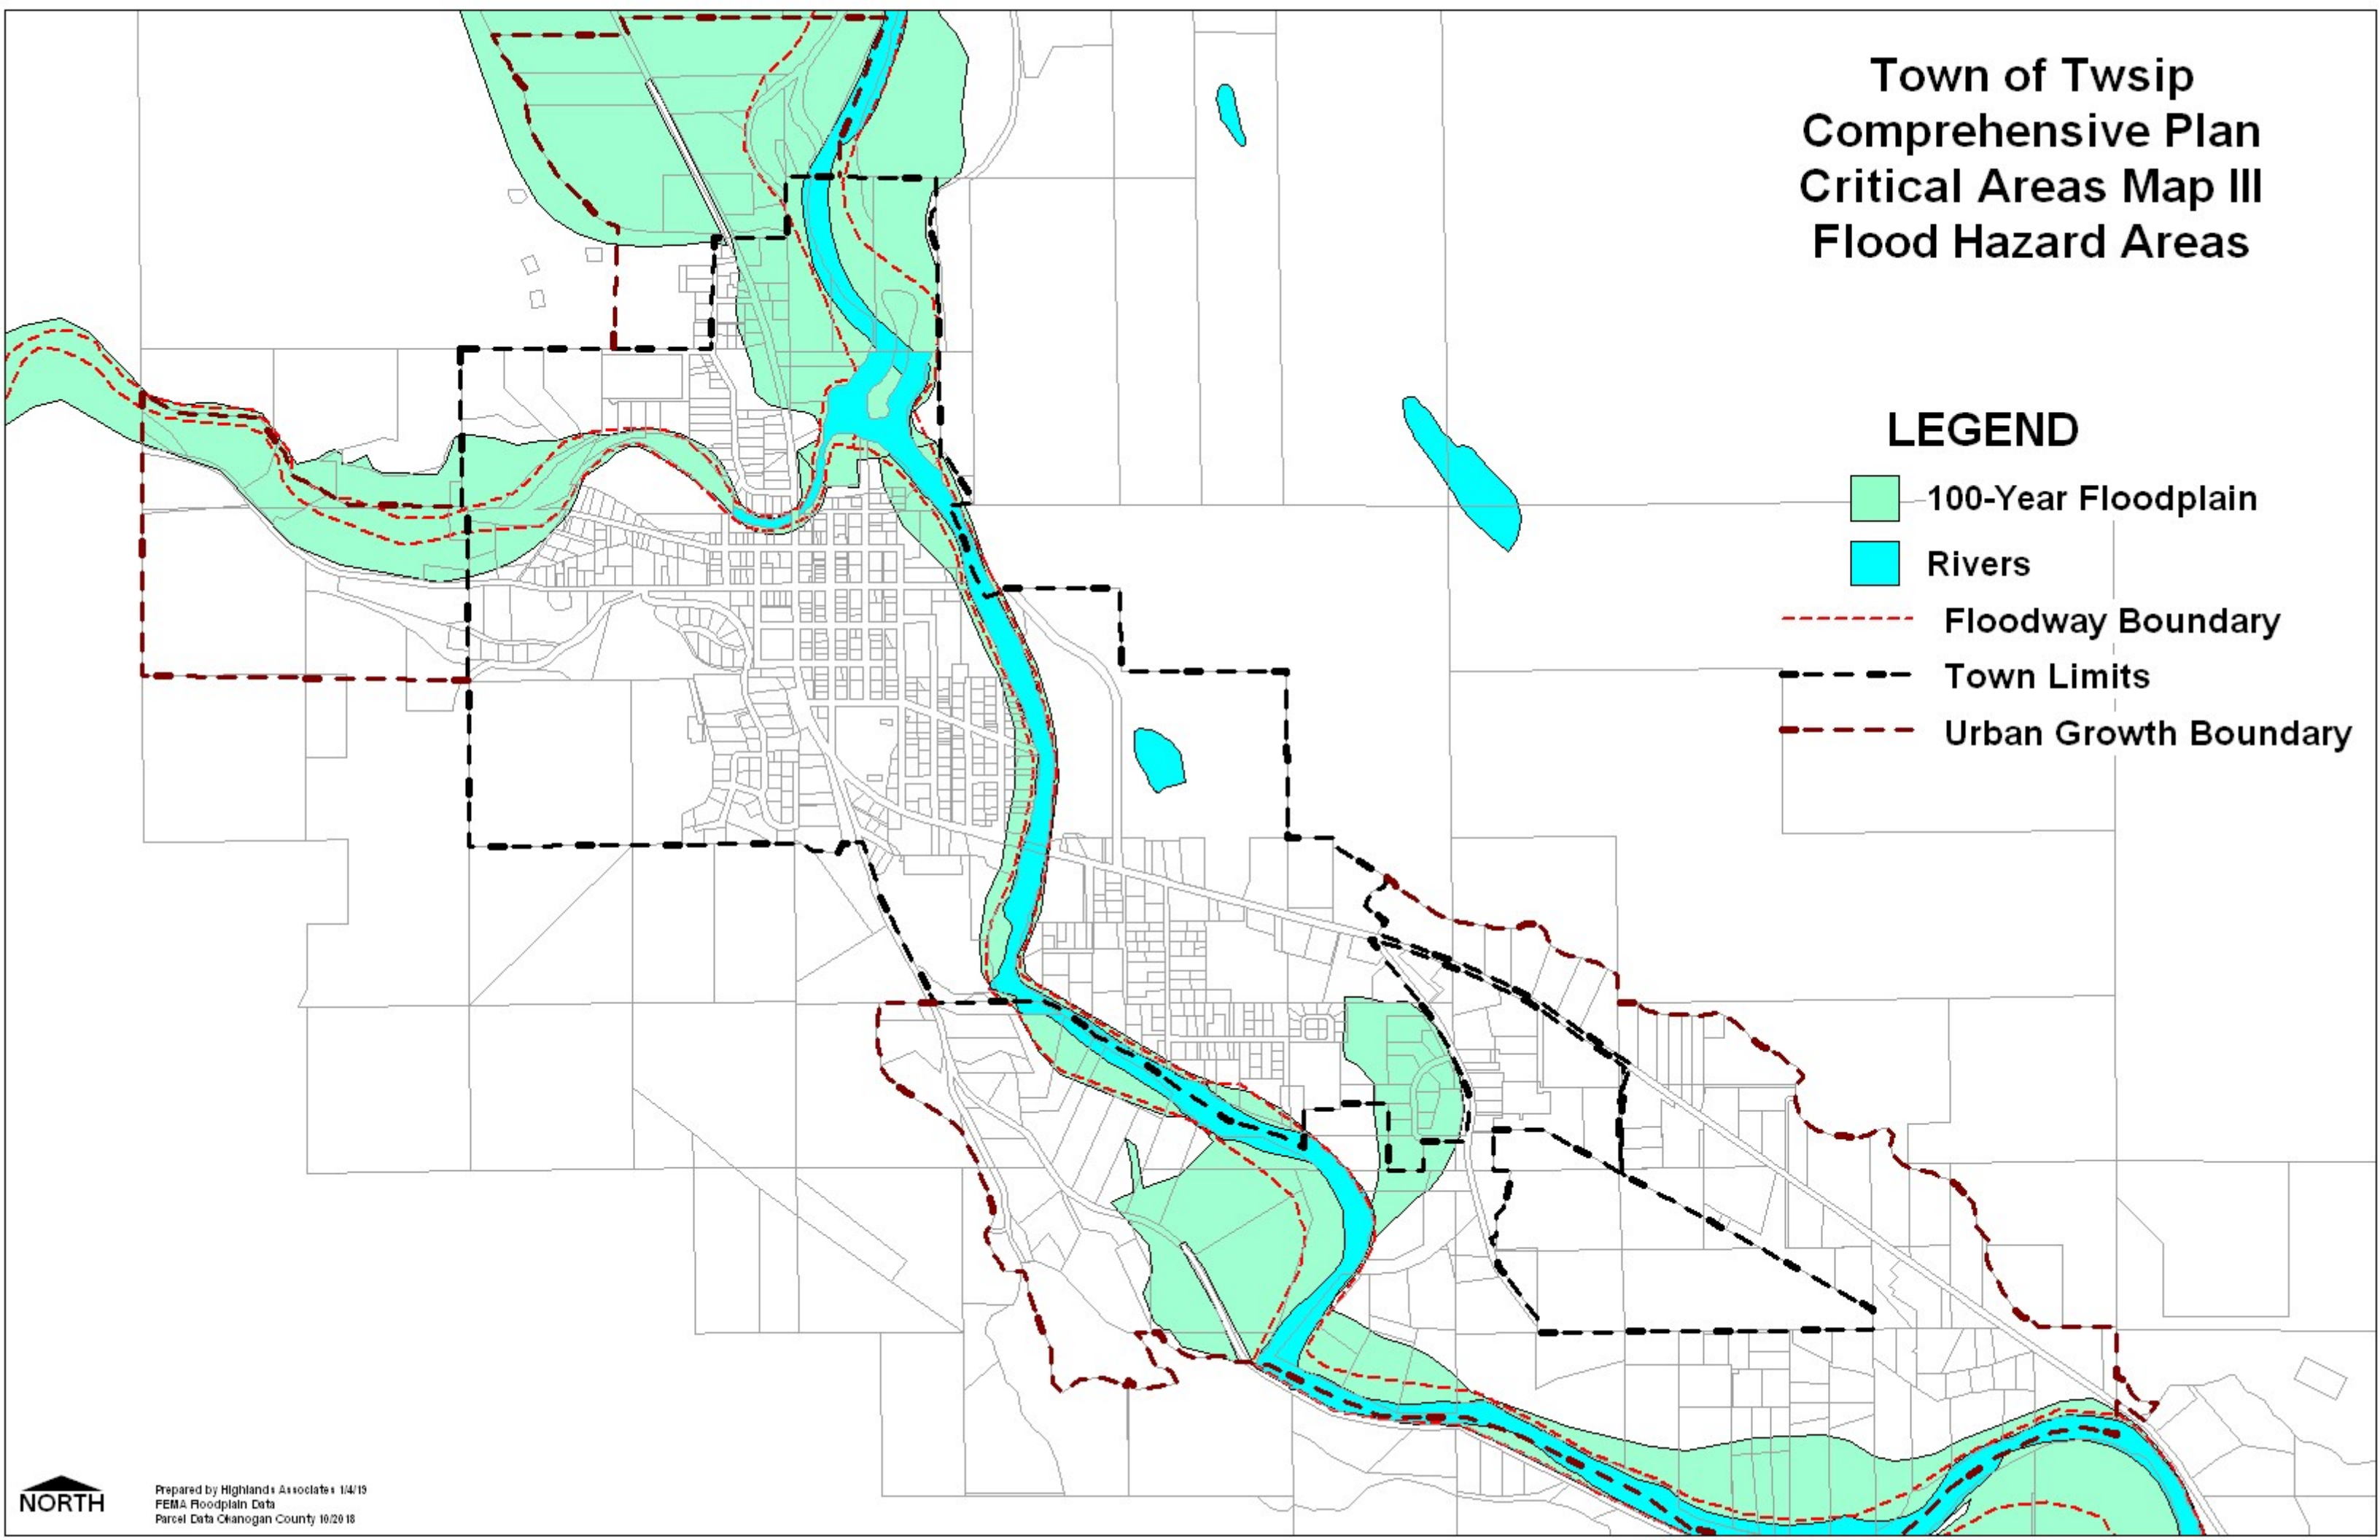 Town of Twsip
Comprehensive Plan
Critical Areas Map III
Flood Hazard Areas
LEGEND
100-Year Floodplain
Rivers
Floodway Boundary
Town Limits
Urban Growth Boundary
NORTH
Prepared by Highlands Associates 1/4/19
FEMA Floodplain Data
Parcel Data Okanogan County 10/2018